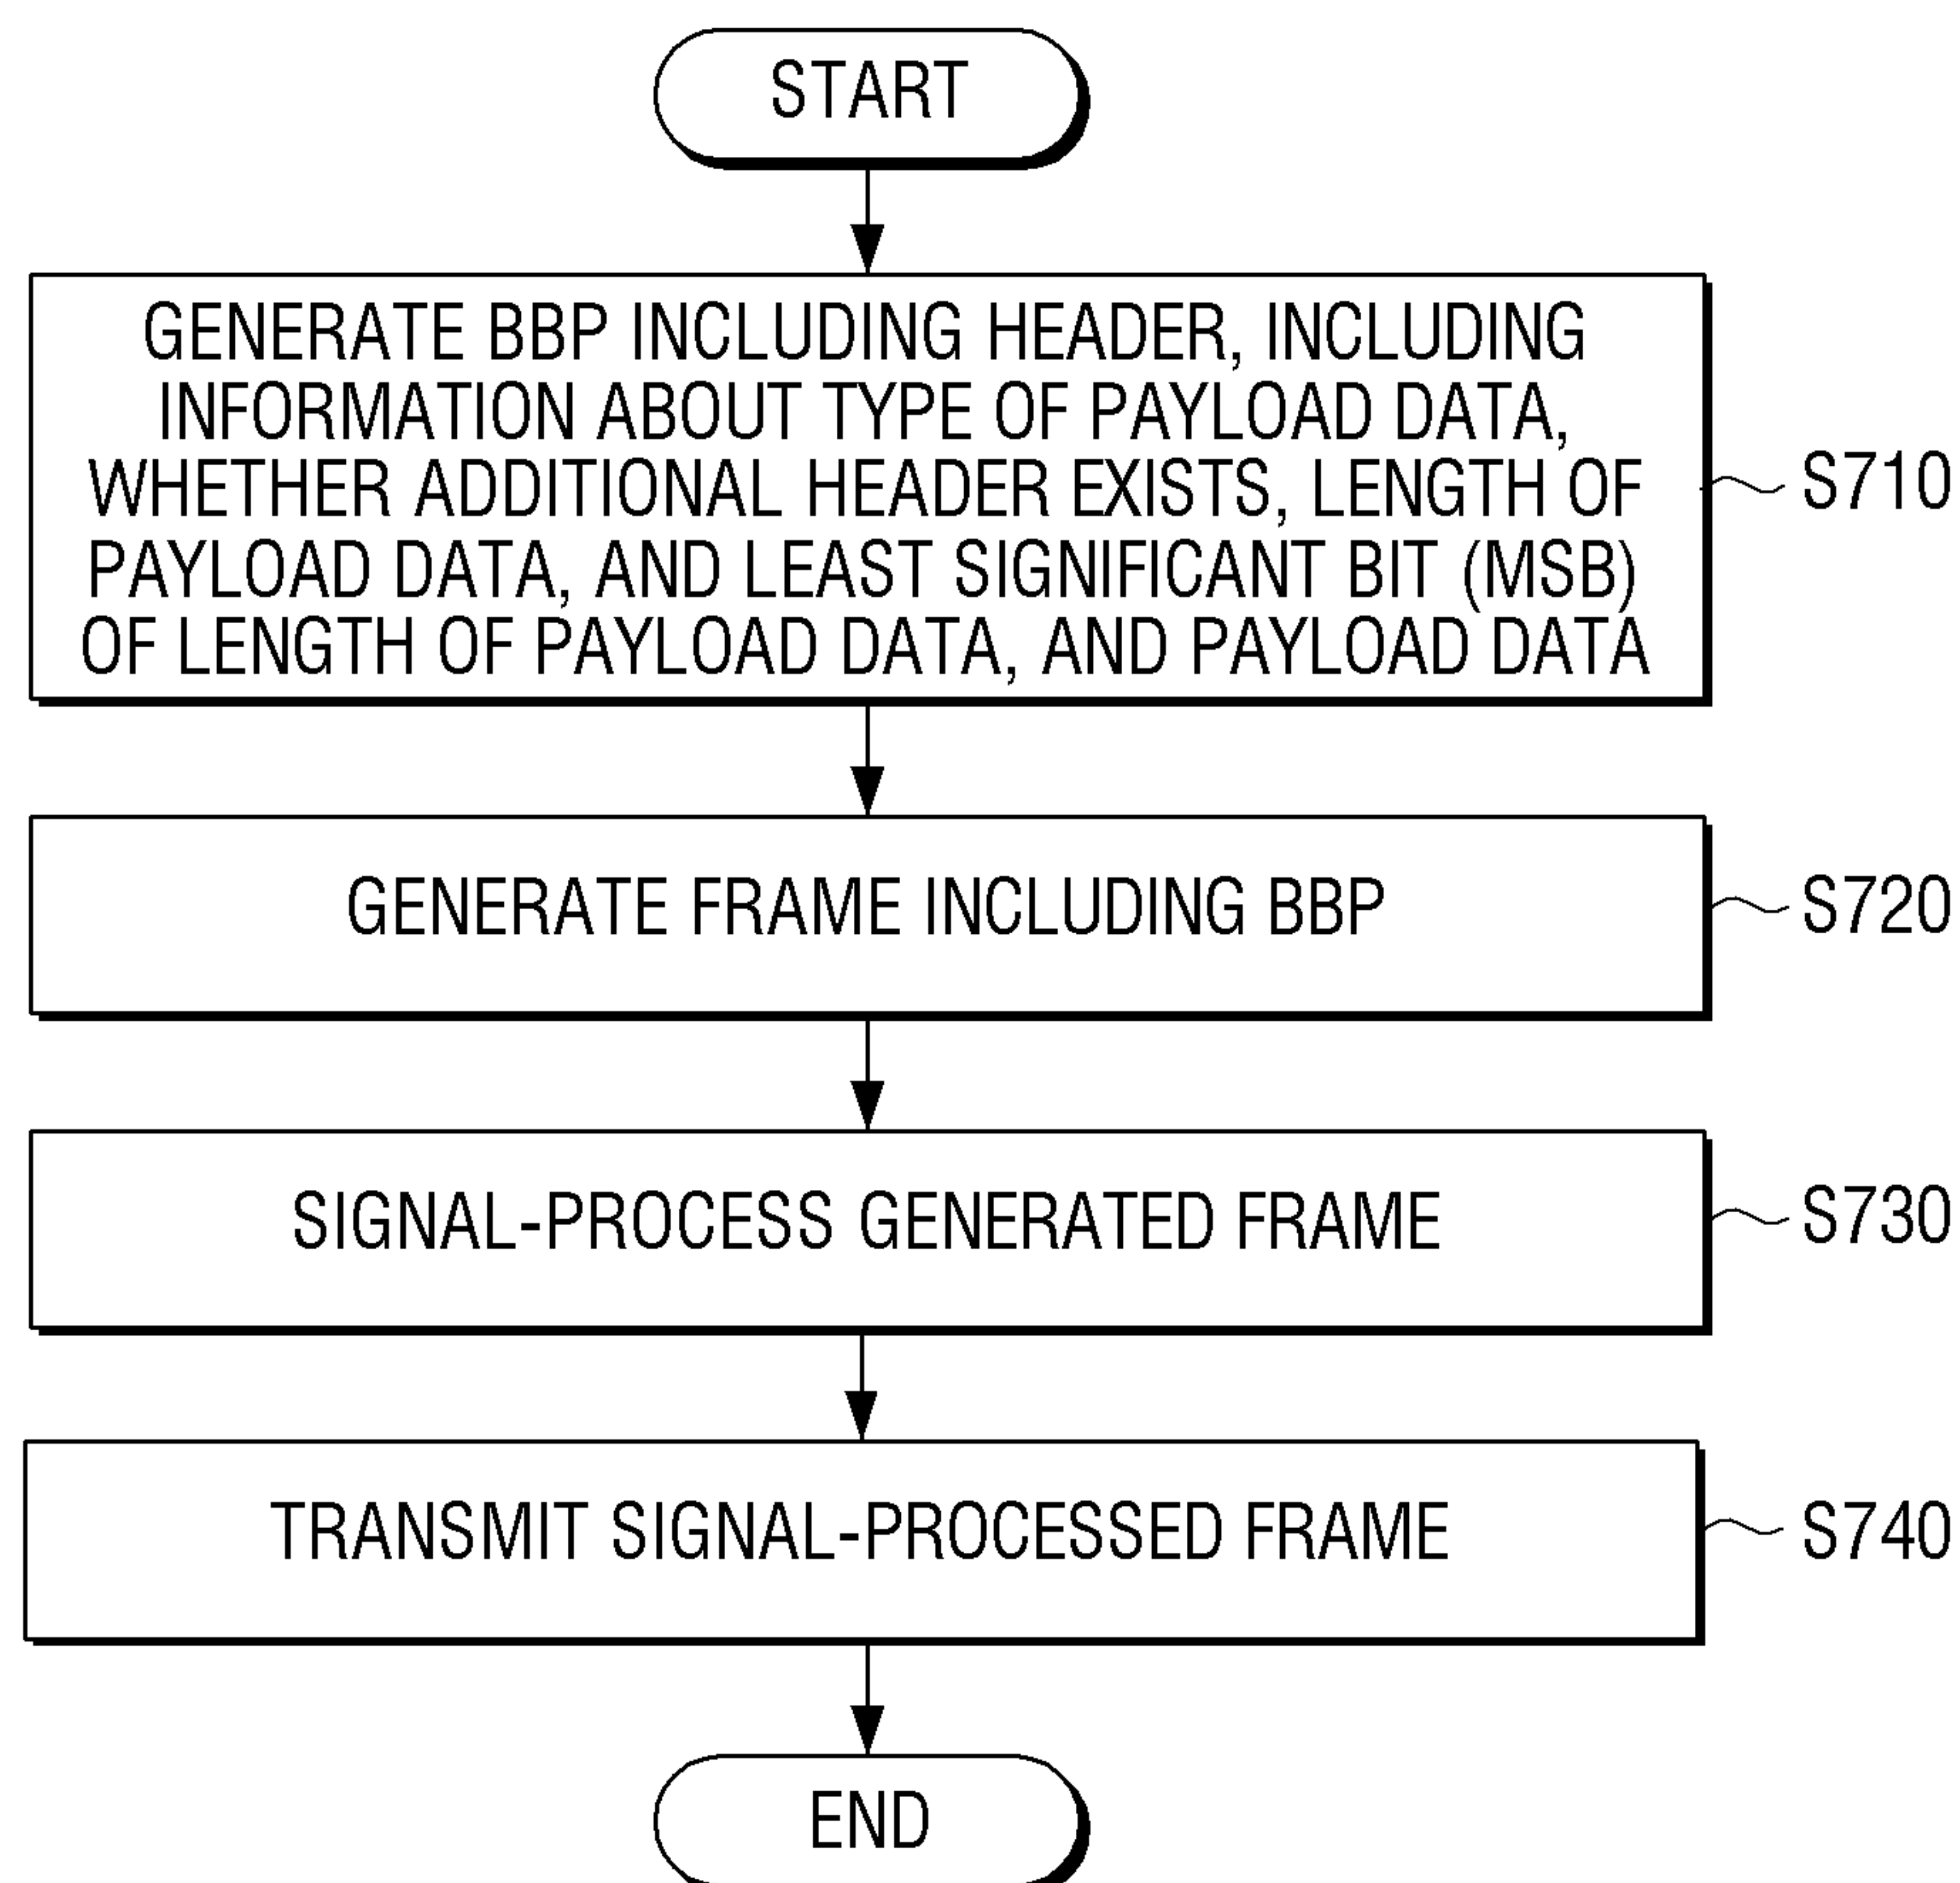 START
GENERATE BBP INCLUDING HEADER, INCLUDING
INFORMATION ABOUT TYPE OF PAYLOAD DATA,
WHETHER ADDITIONAL HEADER EXISTS, LENGTH OF
PAYLOAD DATA, AND LEAST SIGNIFICANT BIT (MSB)
OF LENGTH OF PAYLOAD DATA, AND PAYLOAD DATA
S710
GENERATE FRAME INCLUDING BBP
S720
SIGNAL-PROCESS GENERATED FRAME
S730
TRANSMIT SIGNAL-PROCESSED FRAME
S740
END